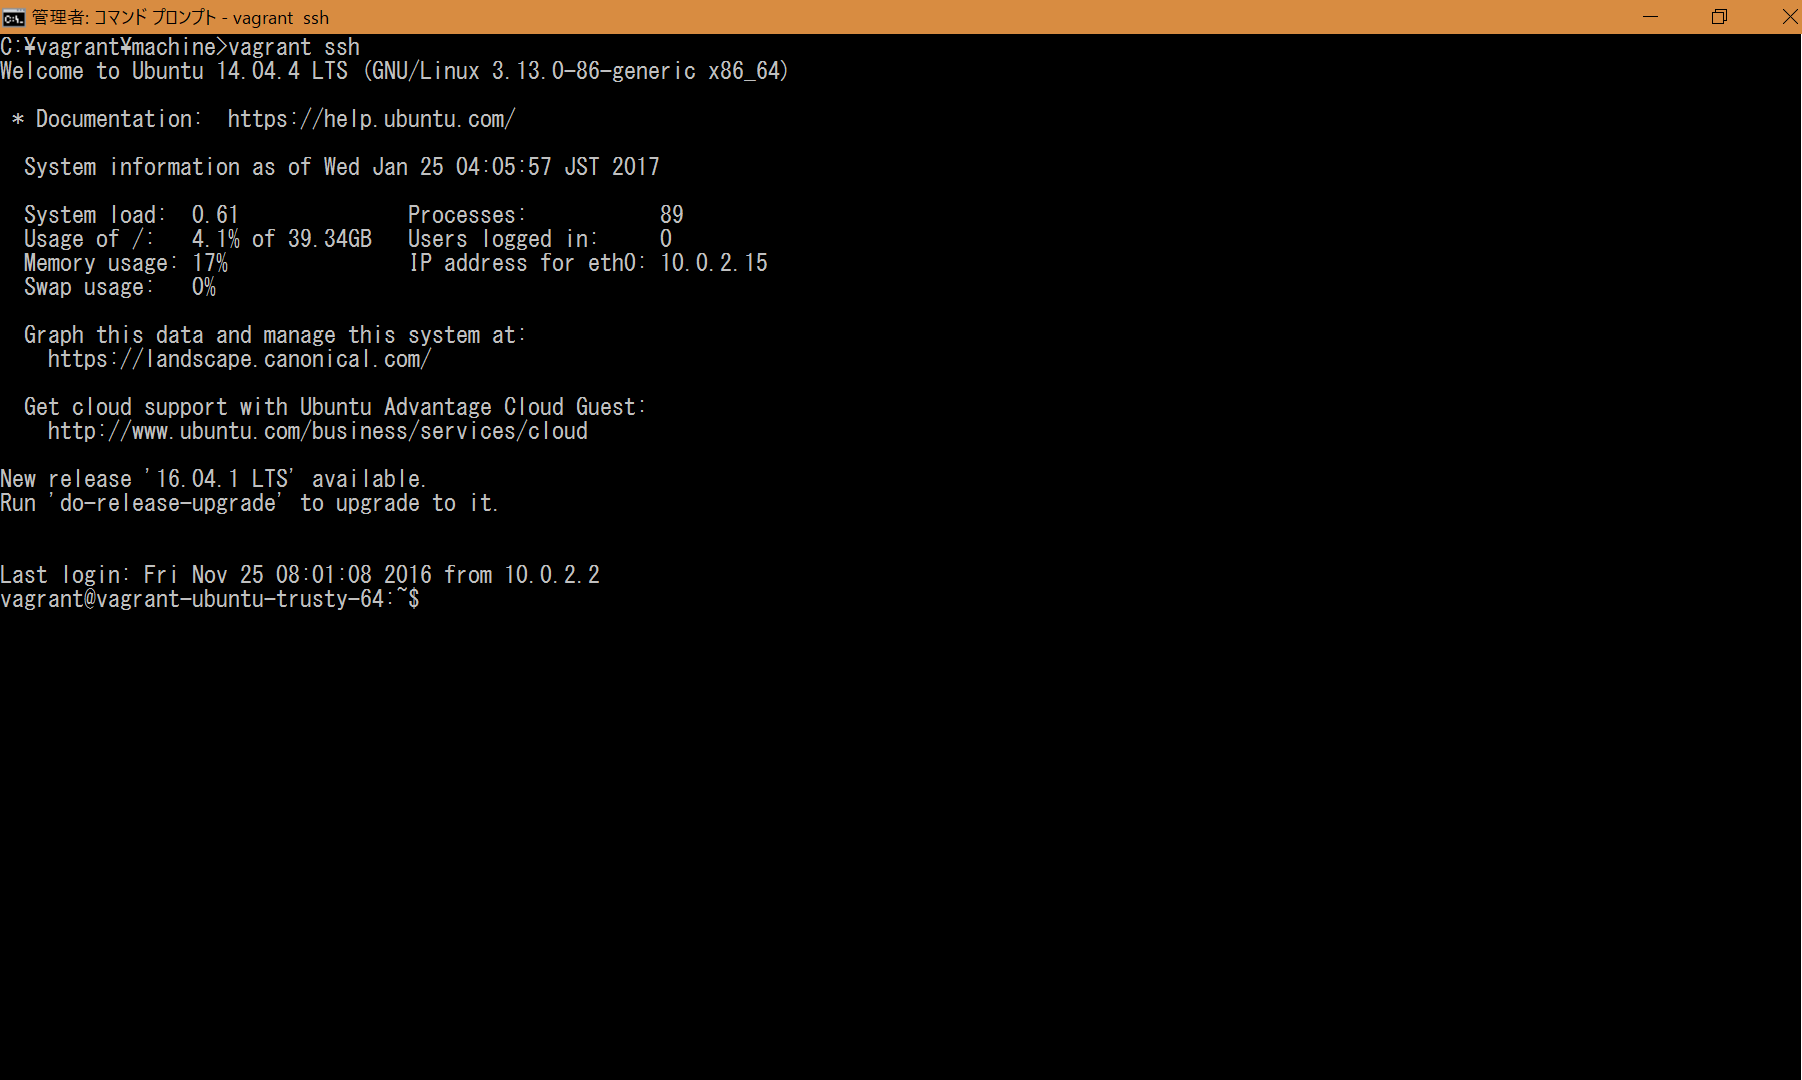 管理者: コマンド プロンプト - vagrant  ssh
C:¥vagrant¥machine>vagrant ssh
Welcome to Ubuntu 14.04.4 LTS (GNU/Linux 3.13.0-86-generic x86_64)
* Documentation:  https://help.ubuntu.com/
System information as of Wed Jan 25 04:05:57 JST 2017
System load:  0.61              Processes:           89
Usage of /:   4.1% of 39.34GB   Users logged in:     0
Memory usage: 17%               IP address for eth0: 10.0.2.15
Swap usage:   0%
Graph this data and manage this system at:
https://landscape.canonical.com/
Get cloud support with Ubuntu Advantage Cloud Guest:
http://www.ubuntu.com/business/services/cloud
New release '16.04.1 LTS' available.
Run 'do-release-upgrade' to upgrade to it.
Last login: Fri Nov 25 08:01:08 2016 from 10.0.2.2
vagrant@vagrant-ubuntu-trusty-64:~$